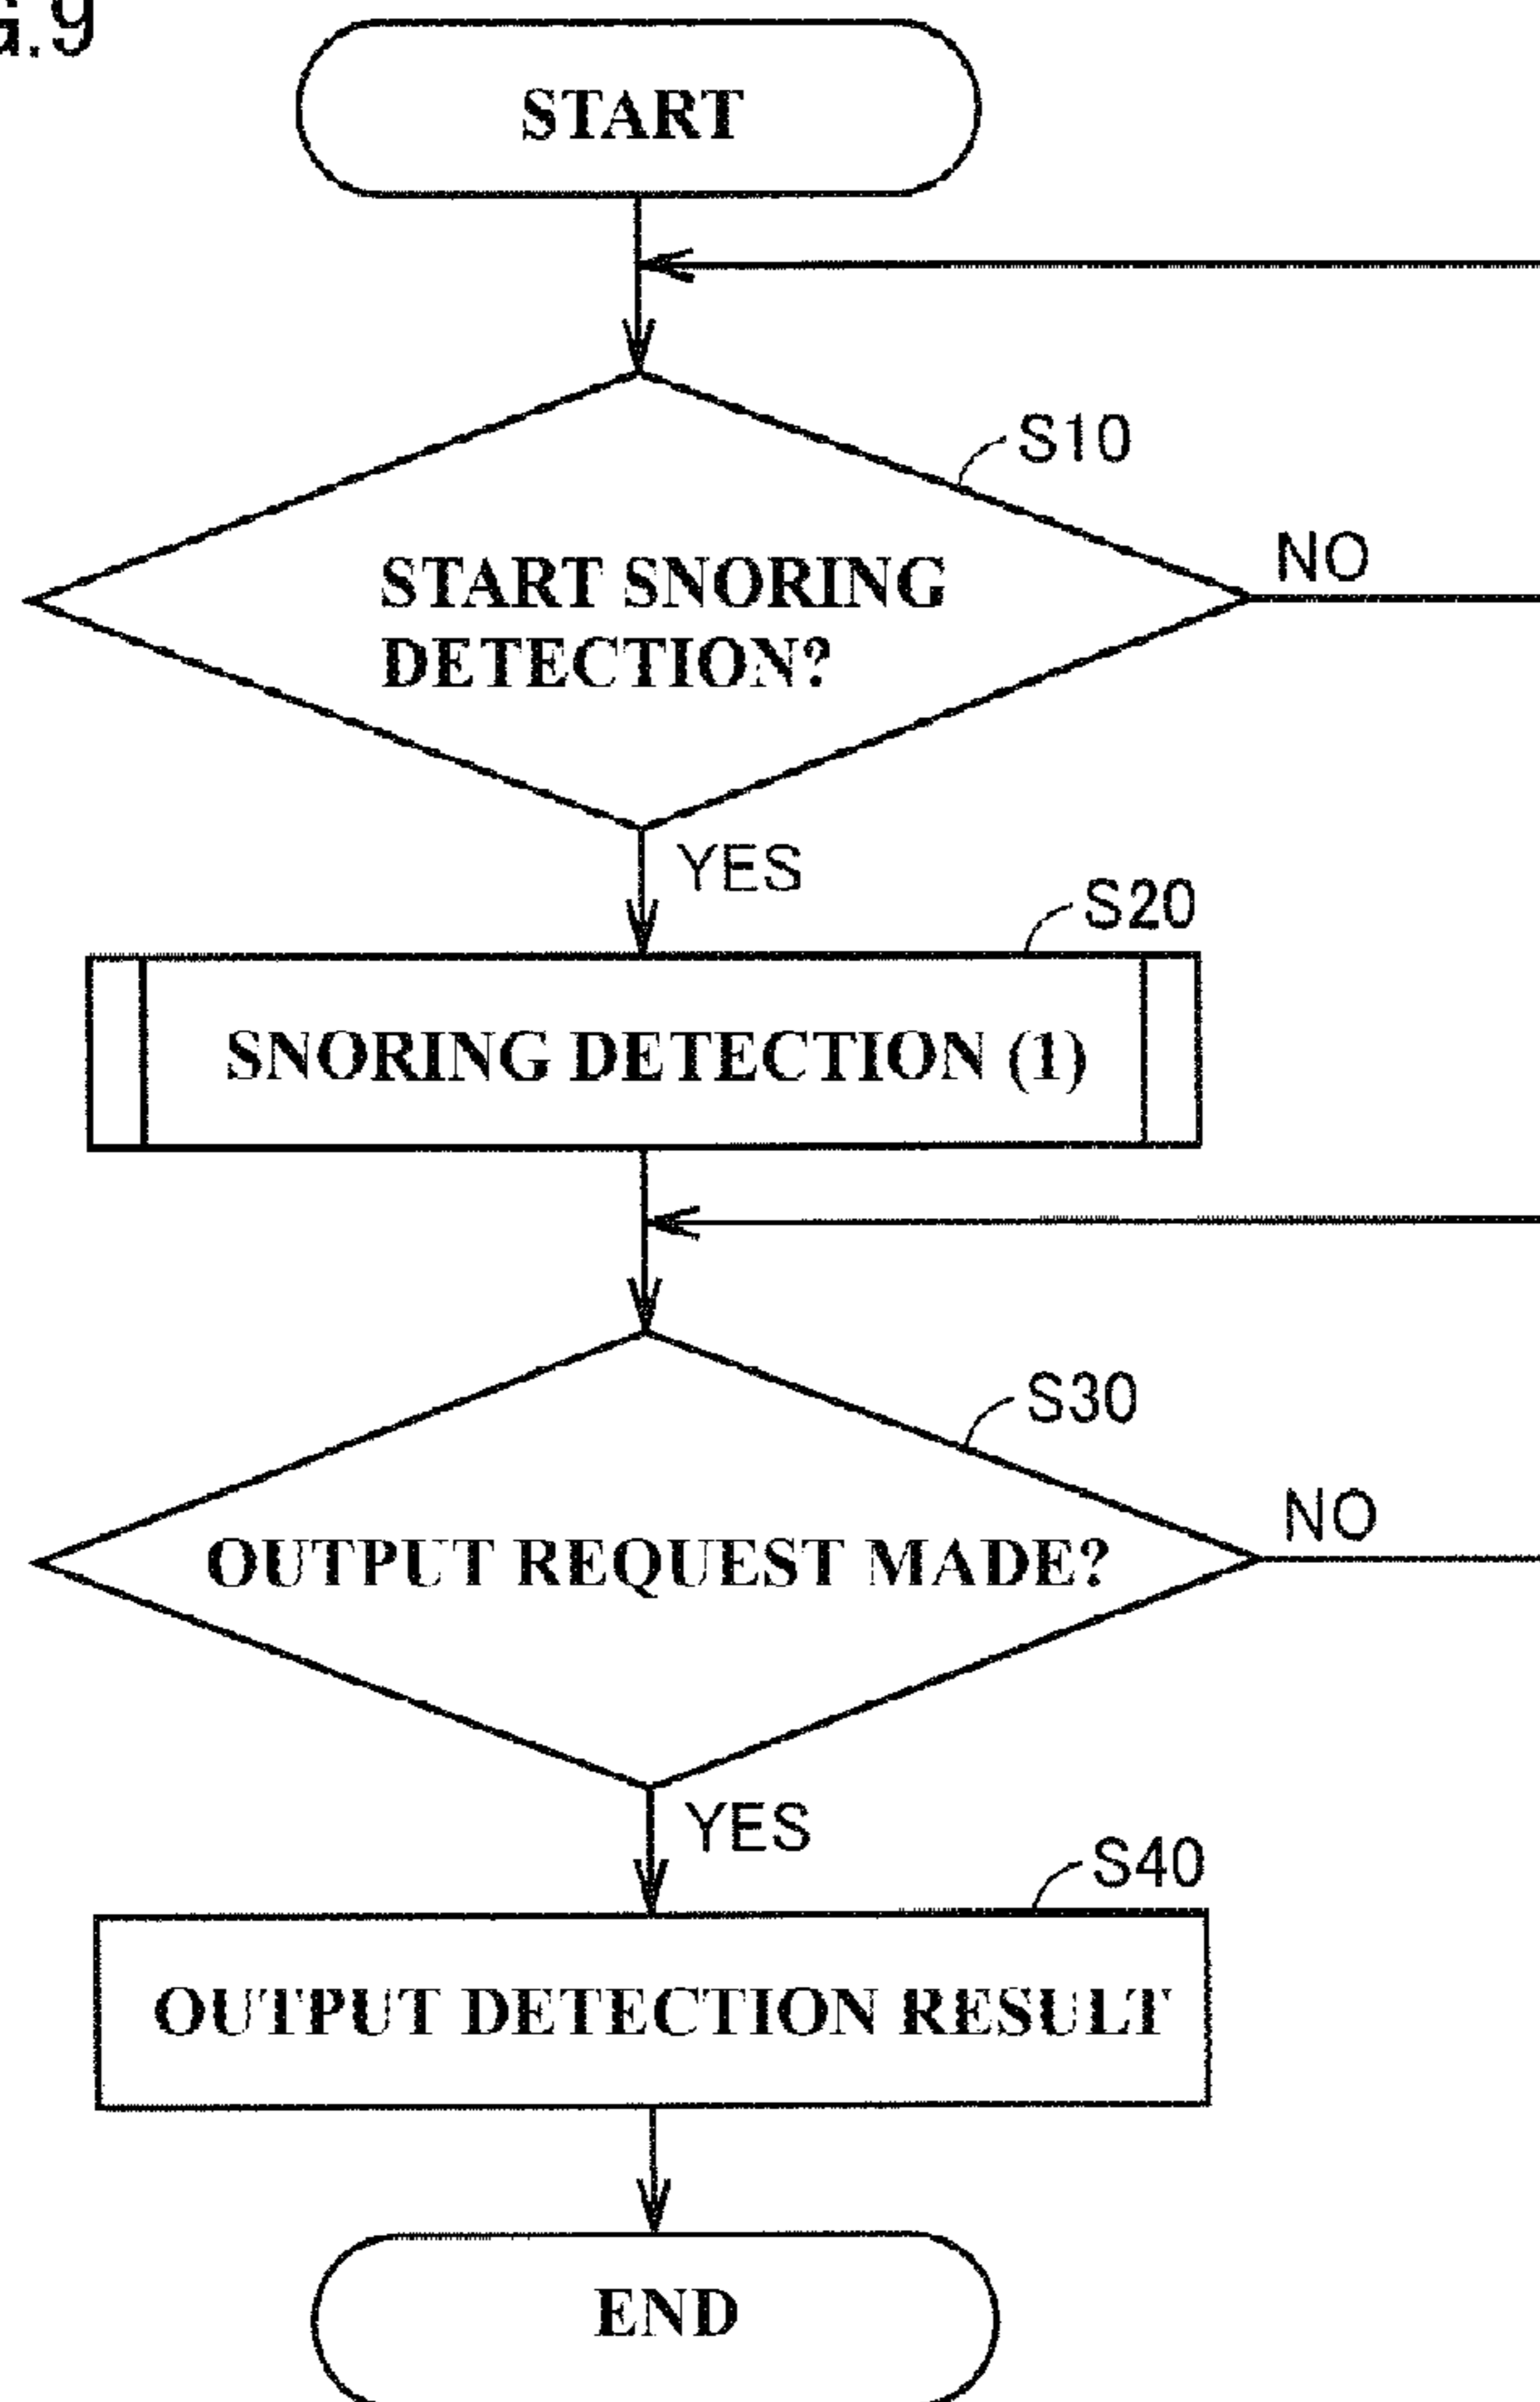 G.9
START
S10
START SNORING
DETECTION?
NO
YES
S20
SNORING DETECTION (1)
S30
OUTPUT REQUEST MADE?
NO
YES
S40
OUTPUT DETECTION RESULT
END